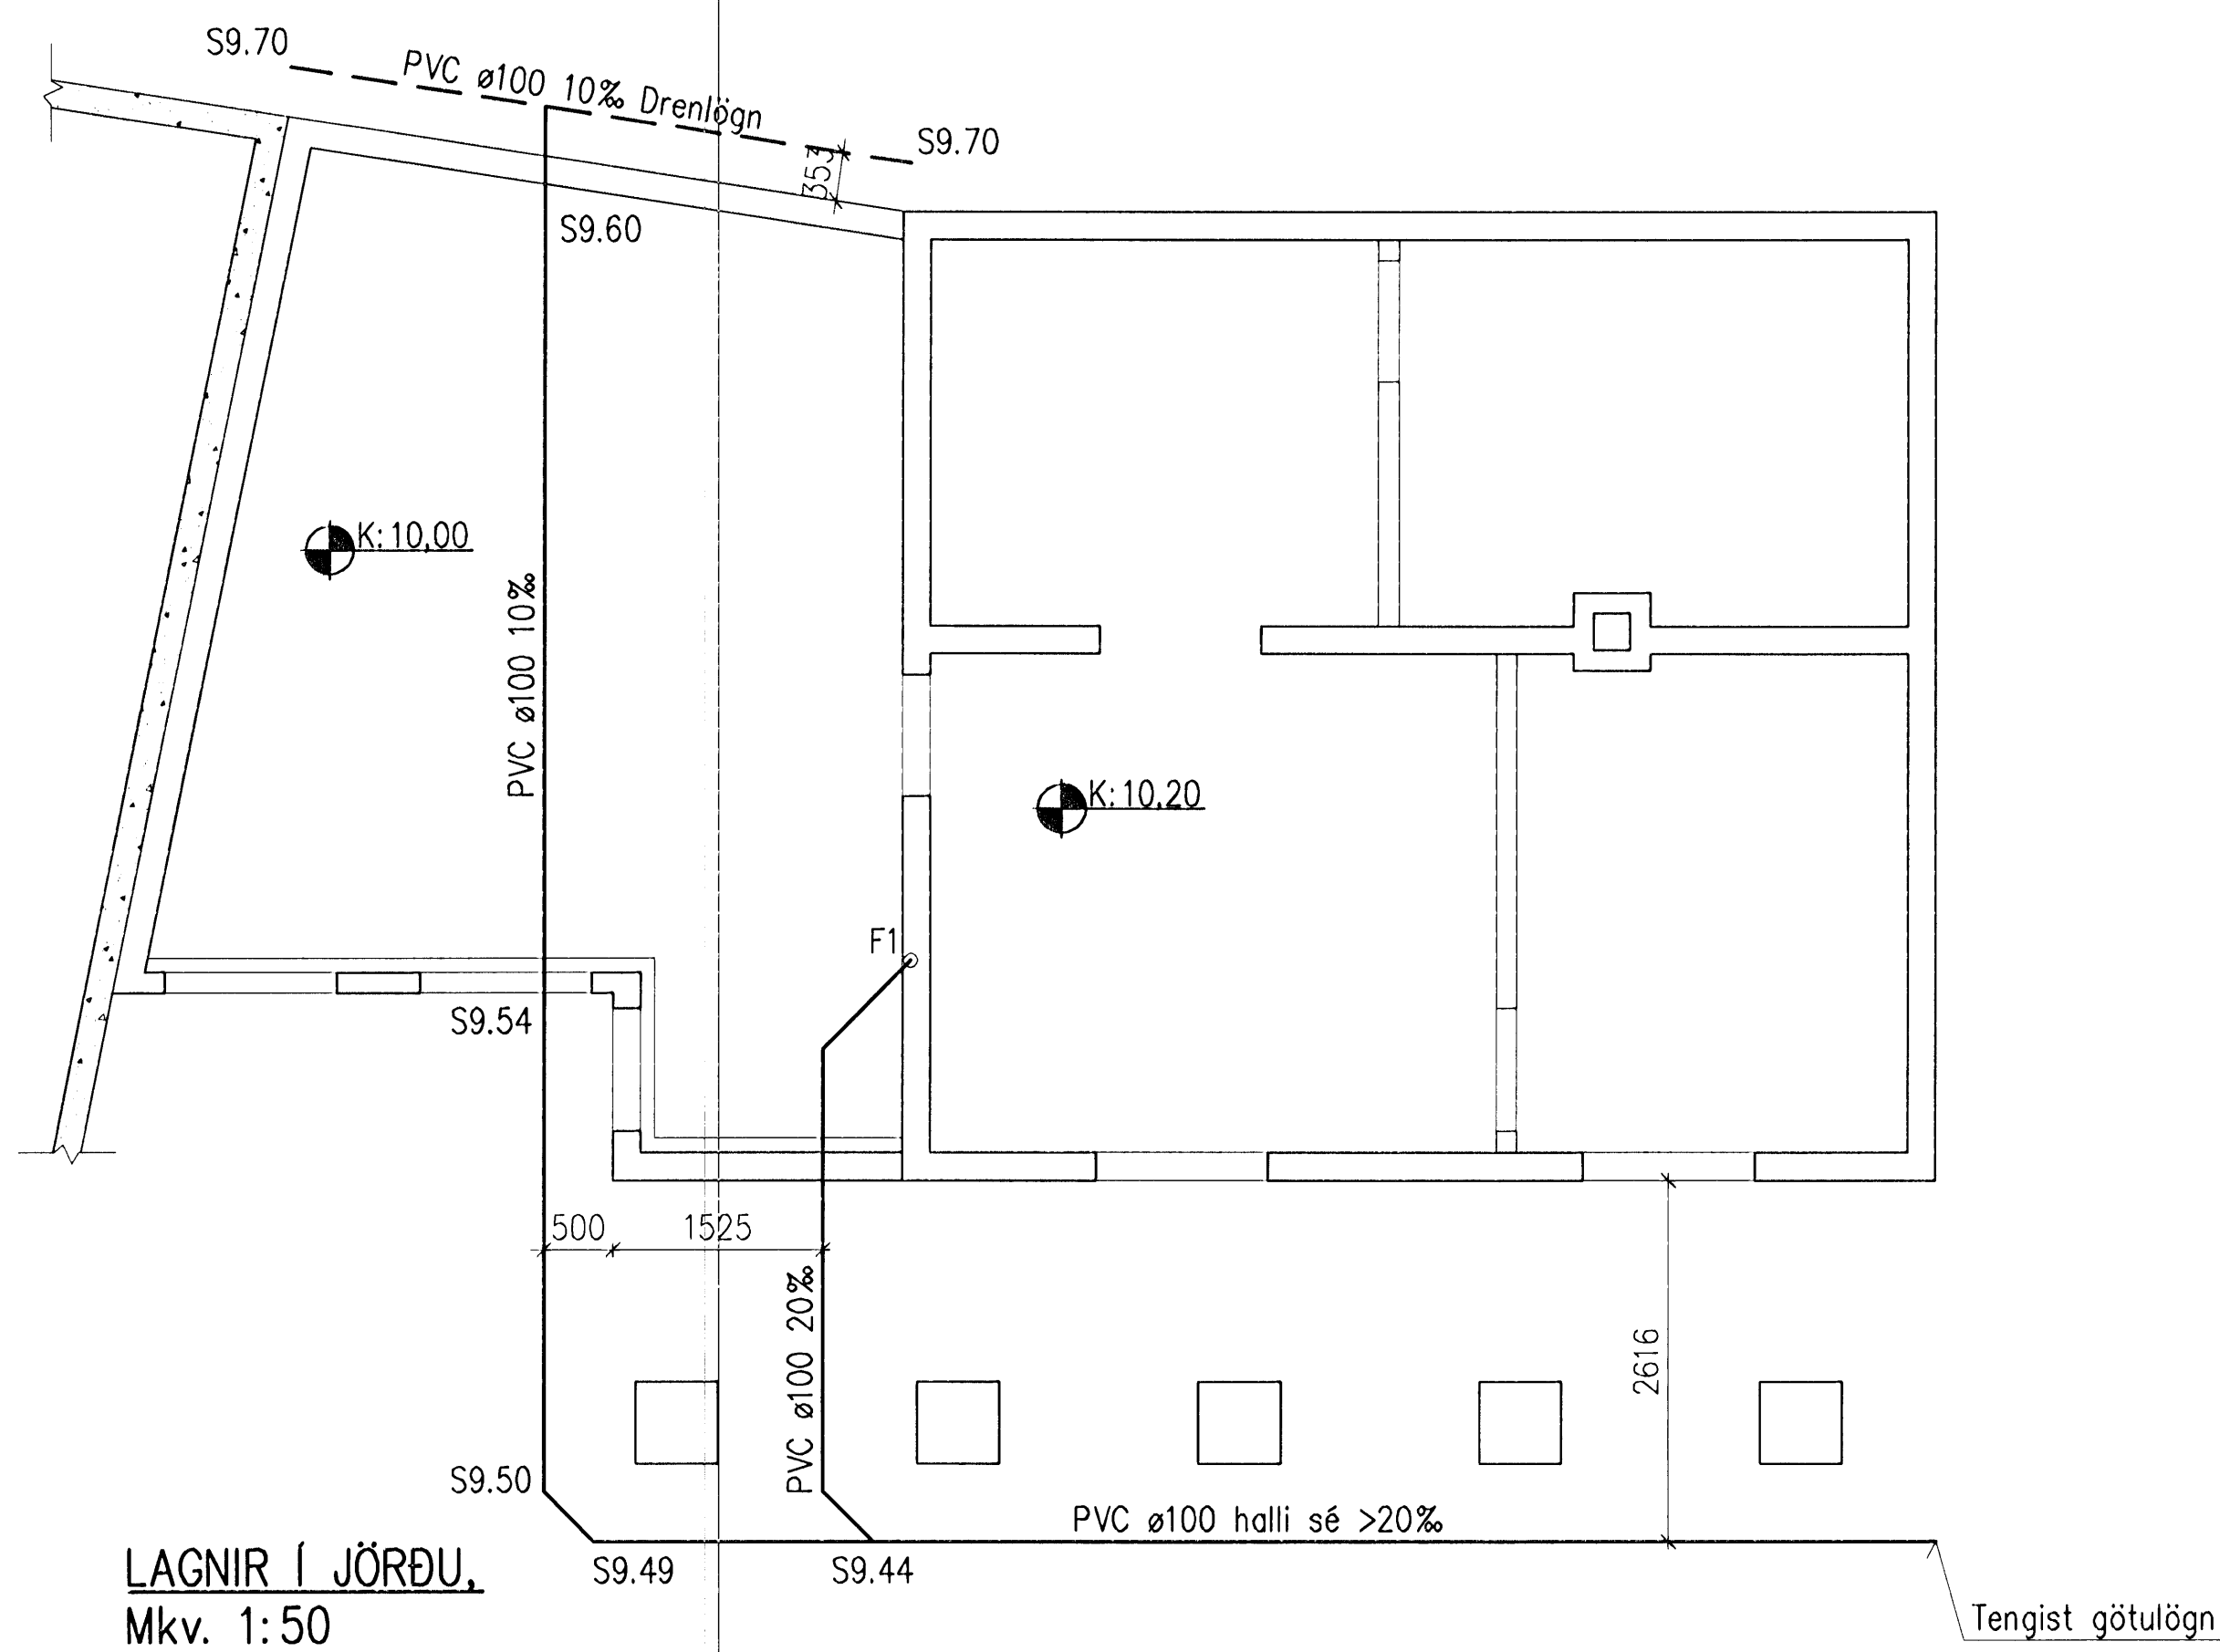 S9.70
PVC ø100 10‰ Drenlögn
S9.70
353
S9.60
K: 10,00
PVC ø100 10‰
K: 10,20
F1
S9.54
500
1525
PVC ø100 20‰
2616
S9.50
PVC ø100 halli sé >20‰
S9.49
S9.44
LAGNIR Í JÖRÐU,
Mkv. 1:50
Tengist götulögn